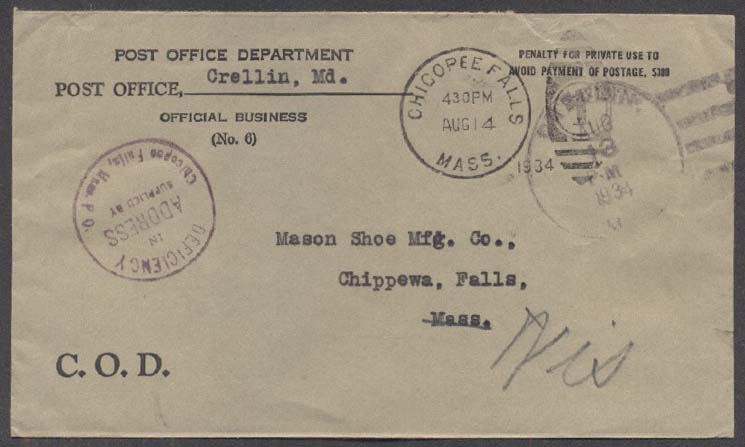 POST OFFICE DEPARTMENT
POST OFFICE, Crellin, Md.
OFFICIAL BUSINESS
(No. 6)
PENALTY FOR PRIVATE USE TO
AVOID PAYMENT OF POSTAGE, $300
CHICOPEE FALLS
430PM
AUG 14
MASS.
1934
AUG
13
M
1934
DEFICIENCY
IN
ADDRESS
SUPPLIED BY
Chicopee Falls, Mass. P.O.
Mason Shoe Mfg. Co.,
Chippewa, Falls,
Mass.
Wis
C. O. D.